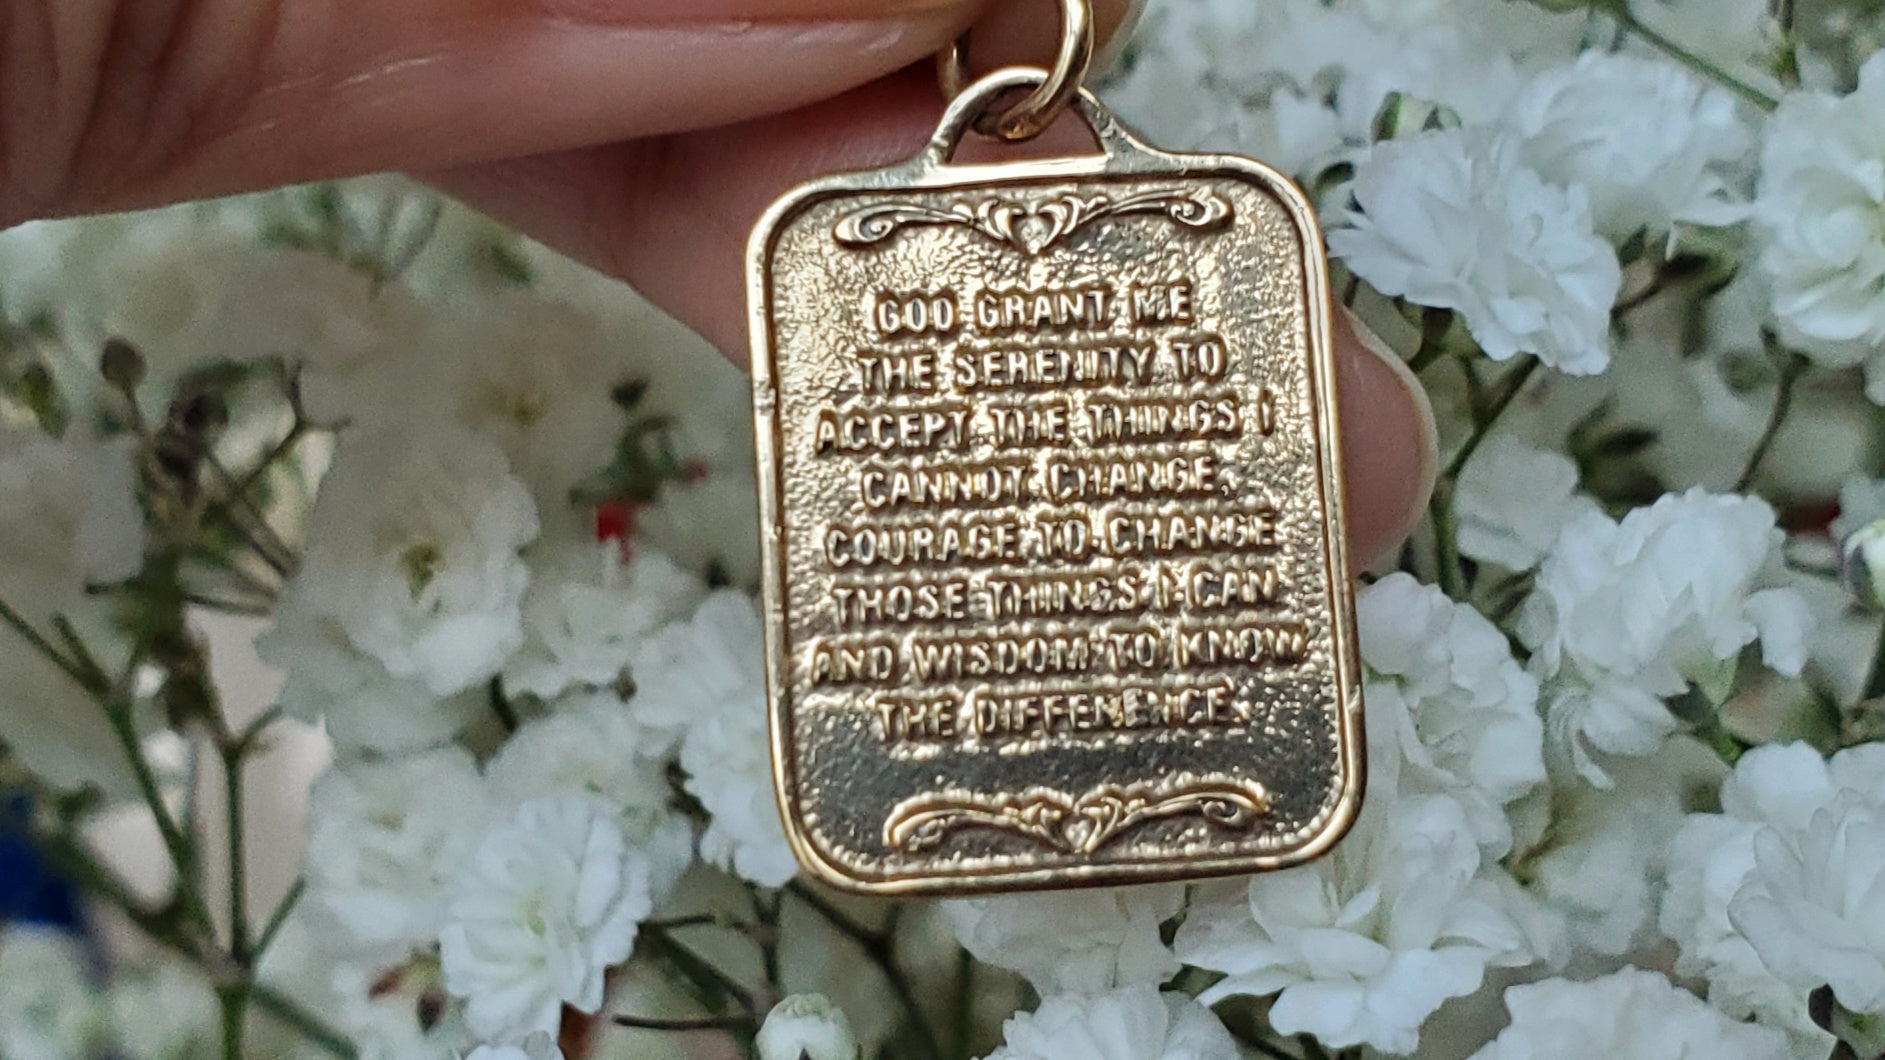 GOD GRANT ME
THE SERENITY TO
ACCEPT THE THINGS I
CANNOT CHANGE,
COURAGE TO CHANGE
THOSE THINGS I CAN
AND WISDOM TO KNOW
THE DIFFERENCE.